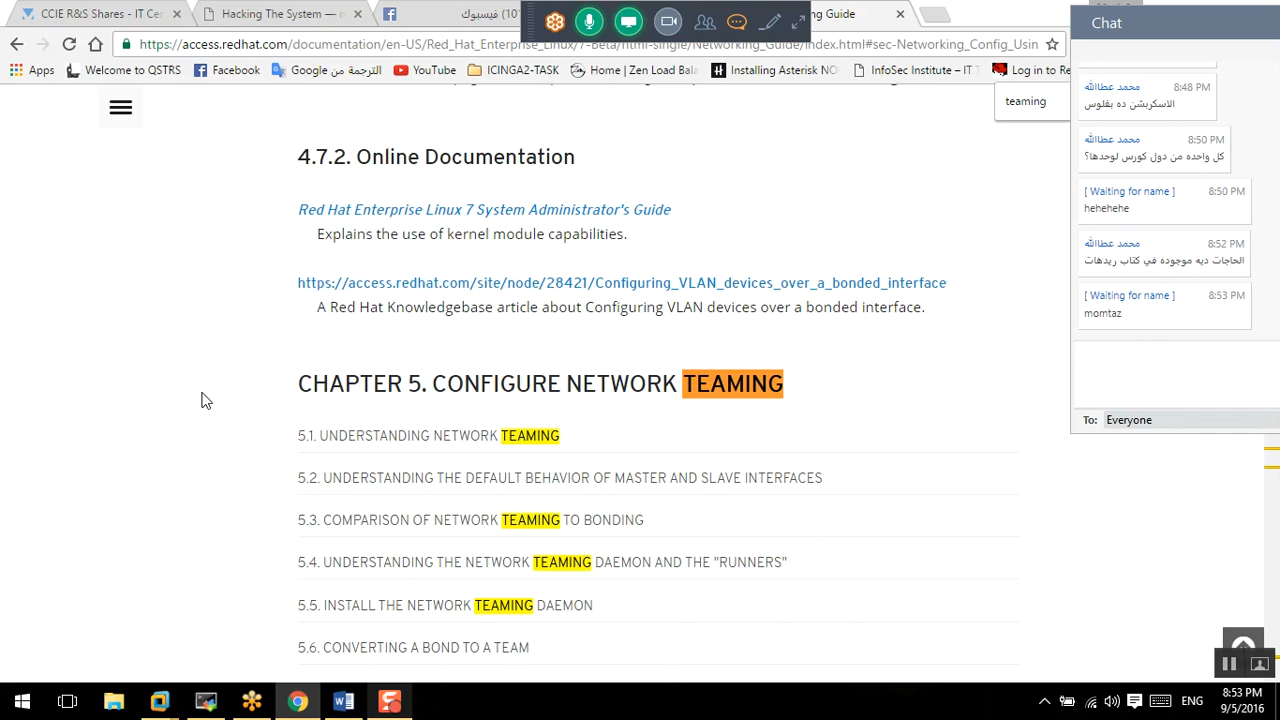 CCIE R&S Shares - IT Cer
Hacking The System —
فيسبوك
ng Guide
https://access.redhat.com/documentation/en-US/Red_Hat_Enterprise_Linux/7-Beta/html-single/Networking_Guide/index.html#sec-Networking_Config_Usin
Apps
Welcome to QSTRS
Facebook
الترجمة من Google
YouTube
ICINGA2-TASK
Home | Zen Load Bala
Installing Asterisk NO
InfoSec Institute – IT T
Log in to Re
teaming
4.7.2. Online Documentation
Red Hat Enterprise Linux 7 System Administrator's Guide
Explains the use of kernel module capabilities.
https://access.redhat.com/site/node/28421/Configuring_VLAN_devices_over_a_bonded_interface
A Red Hat Knowledgebase article about Configuring VLAN devices over a bonded interface.
CHAPTER 5. CONFIGURE NETWORK TEAMING
5.1. UNDERSTANDING NETWORK TEAMING
5.2. UNDERSTANDING THE DEFAULT BEHAVIOR OF MASTER AND SLAVE INTERFACES
5.3. COMPARISON OF NETWORK TEAMING TO BONDING
5.4. UNDERSTANDING THE NETWORK TEAMING DAEMON AND THE "RUNNERS"
5.5. INSTALL THE NETWORK TEAMING DAEMON
5.6. CONVERTING A BOND TO A TEAM
Chat
محمد عطاالله 8:48 PM
الاسكربشن ده بفلوس
محمد عطاالله 8:50 PM
كل واحده من دول كورس لوحدها؟
[ Waiting for name ] 8:50 PM
hehehehe
محمد عطاالله 8:52 PM
الحاجات ديه موجوده في كتاب ريدهات
[ Waiting for name ] 8:53 PM
momtaz
To: Everyone
ENG
8:53 PM
9/5/2016